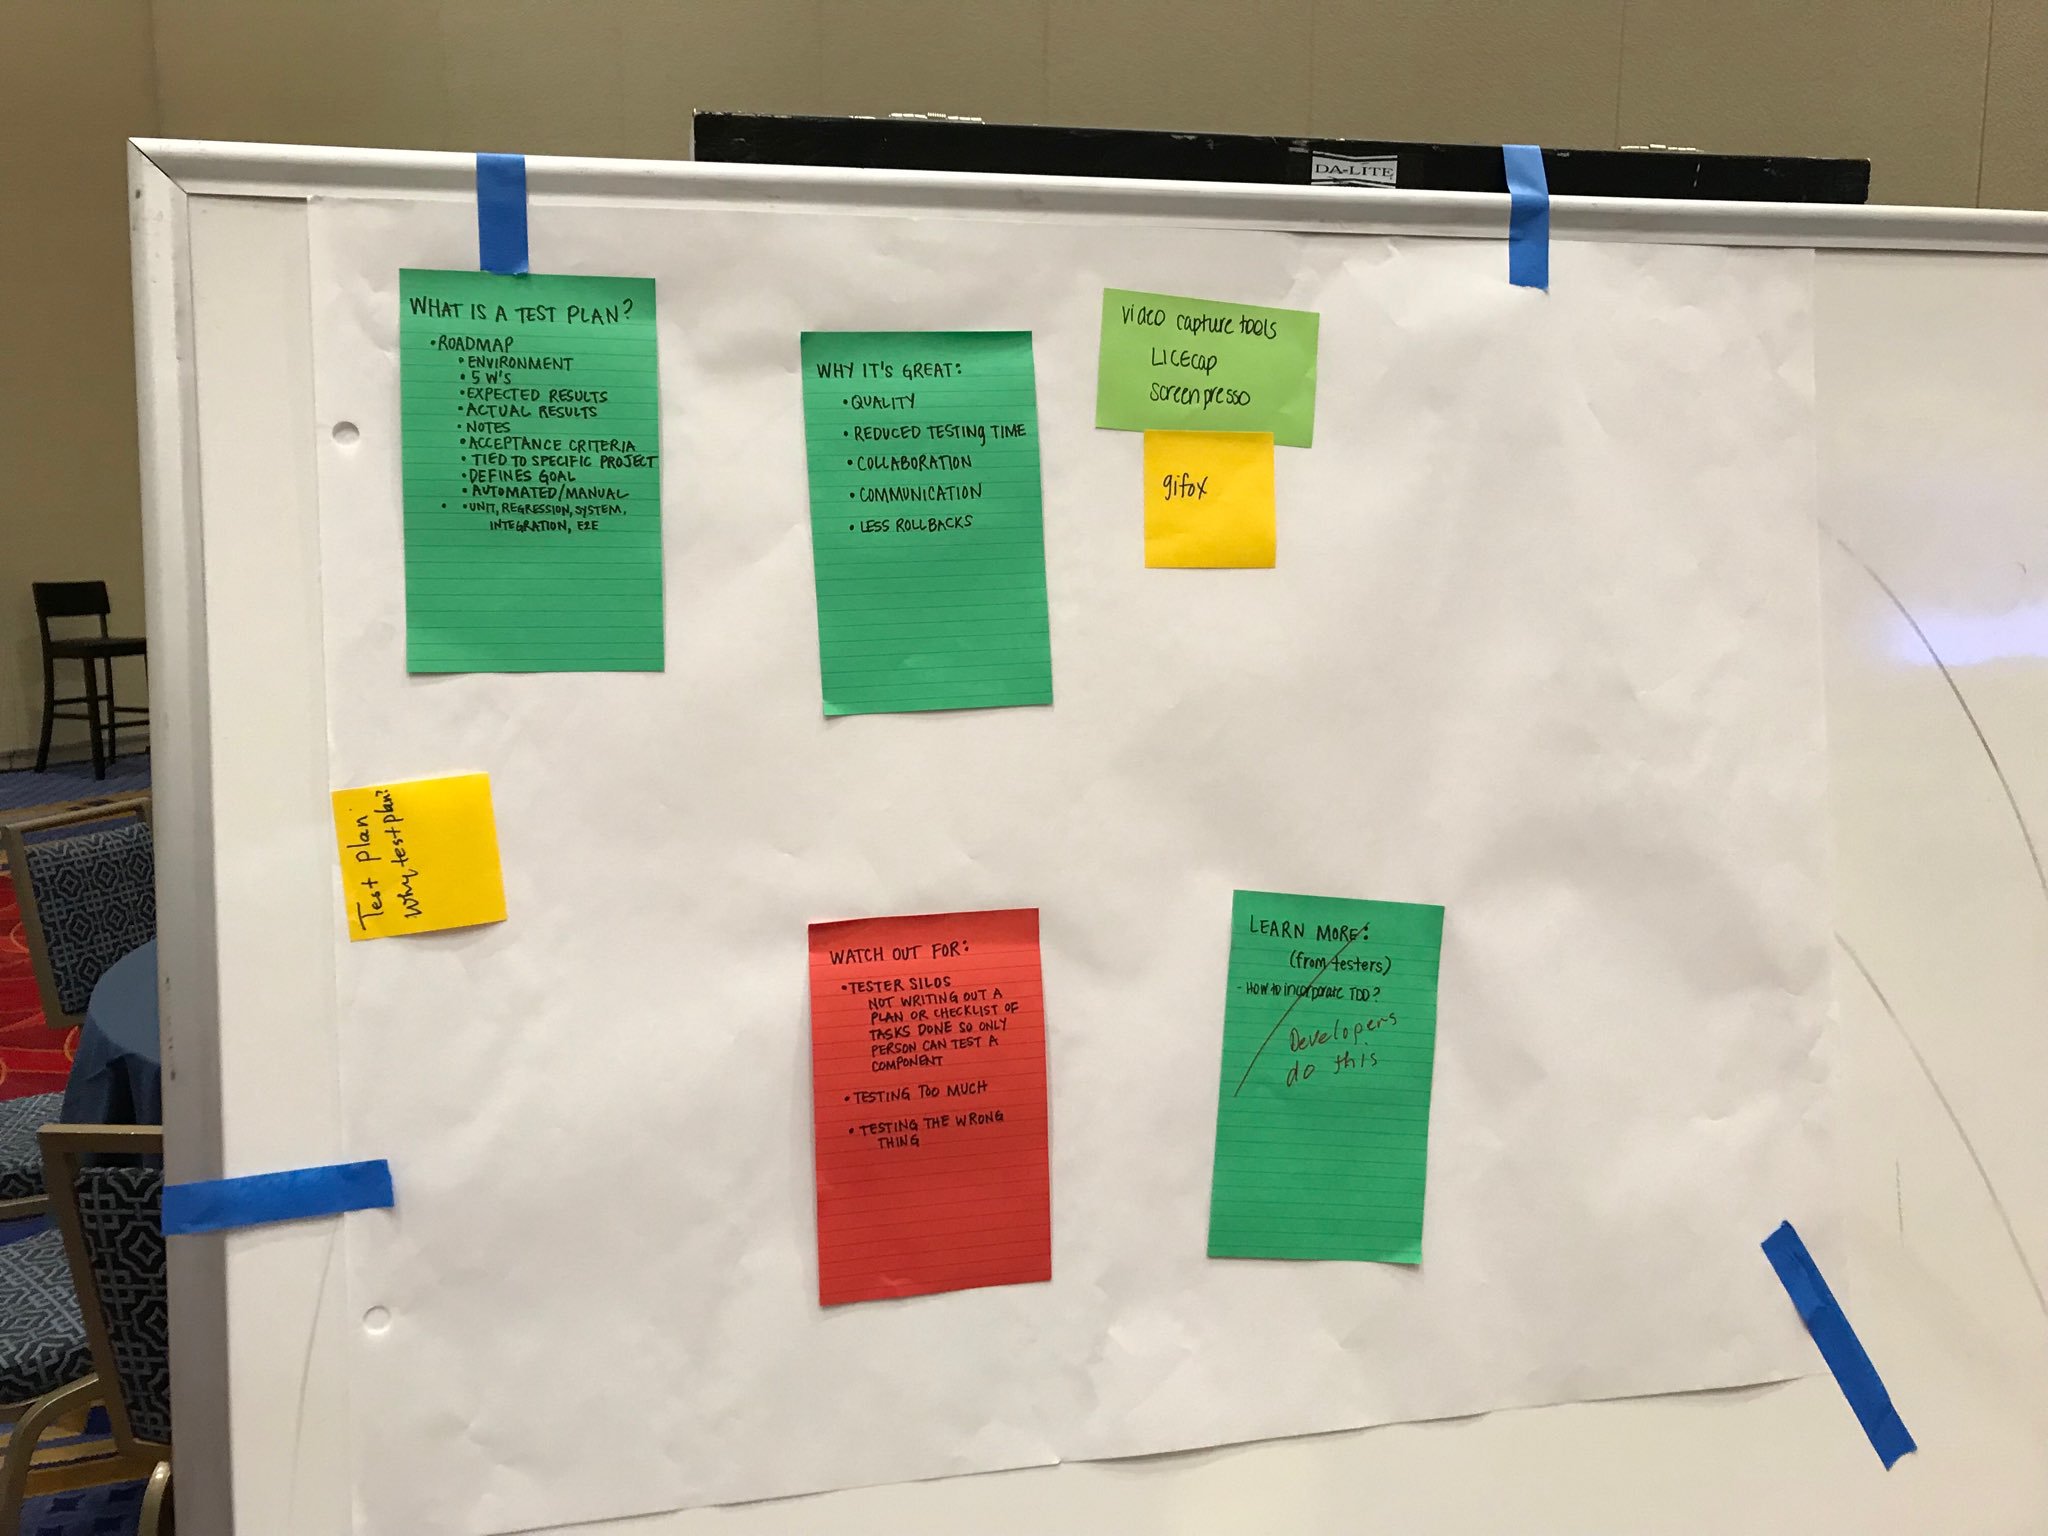 DA-LITE
WHAT IS A TEST PLAN?
• ROADMAP
• ENVIRONMENT
• 5 W'S
• EXPECTED RESULTS
• ACTUAL RESULTS
• NOTES
• ACCEPTANCE CRITERIA
• TIED TO SPECIFIC PROJECT
• DEFINES GOAL
• AUTOMATED/MANUAL
• • UNIT, REGRESSION, SYSTEM,
INTEGRATION, E2E
WHY IT'S GREAT:
• QUALITY
• REDUCED TESTING TIME
• COLLABORATION
• COMMUNICATION
• LESS ROLLBACKS
video capture tools
LICEcap
screenpresso
gifox
Test plan
Why test plan?
WATCH OUT FOR:
• TESTER SILOS
NOT WRITING OUT A
PLAN OR CHECKLIST OF
TASKS DONE SO ONLY
PERSON CAN TEST A
COMPONENT
• TESTING TOO MUCH
• TESTING THE WRONG
THING
LEARN MORE:
(from testers)
- HOW to incorporate TDD?
Developers
do this